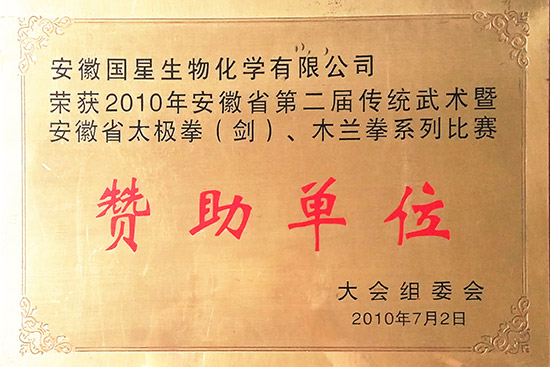 安徽国星生物化学有限公司
荣获2010年安徽省第二届传统武术暨
安徽省太极拳（剑）、木兰拳系列比赛
赞助单位
大会组委会
2010年7月2日